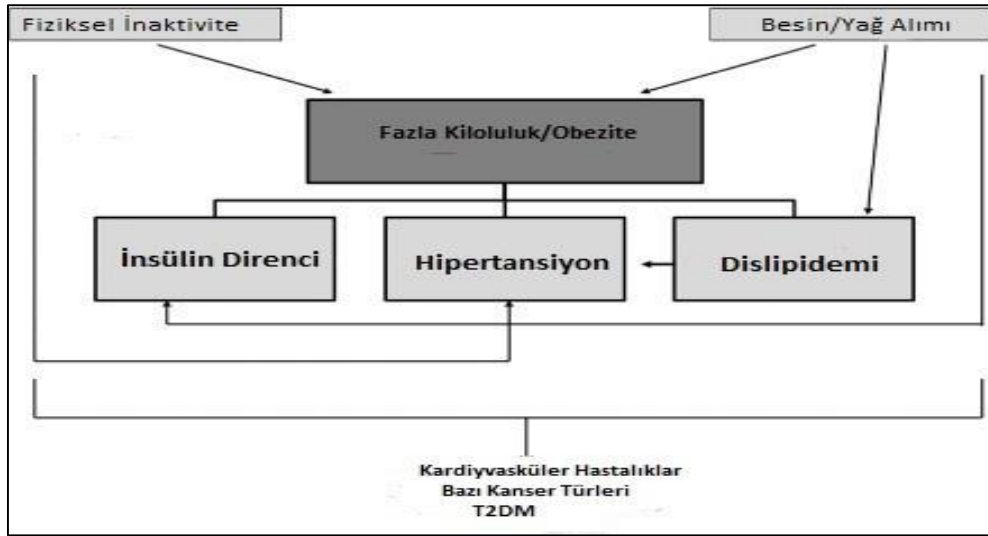 Fiziksel İnaktivite
Besin/Yağ Alımı
Fazla Kiloluluk/Obezite
İnsülin Direnci
Hipertansiyon
Dislipidemi
Kardiyvasküler Hastalıklar
Bazı Kanser Türleri
T2DM